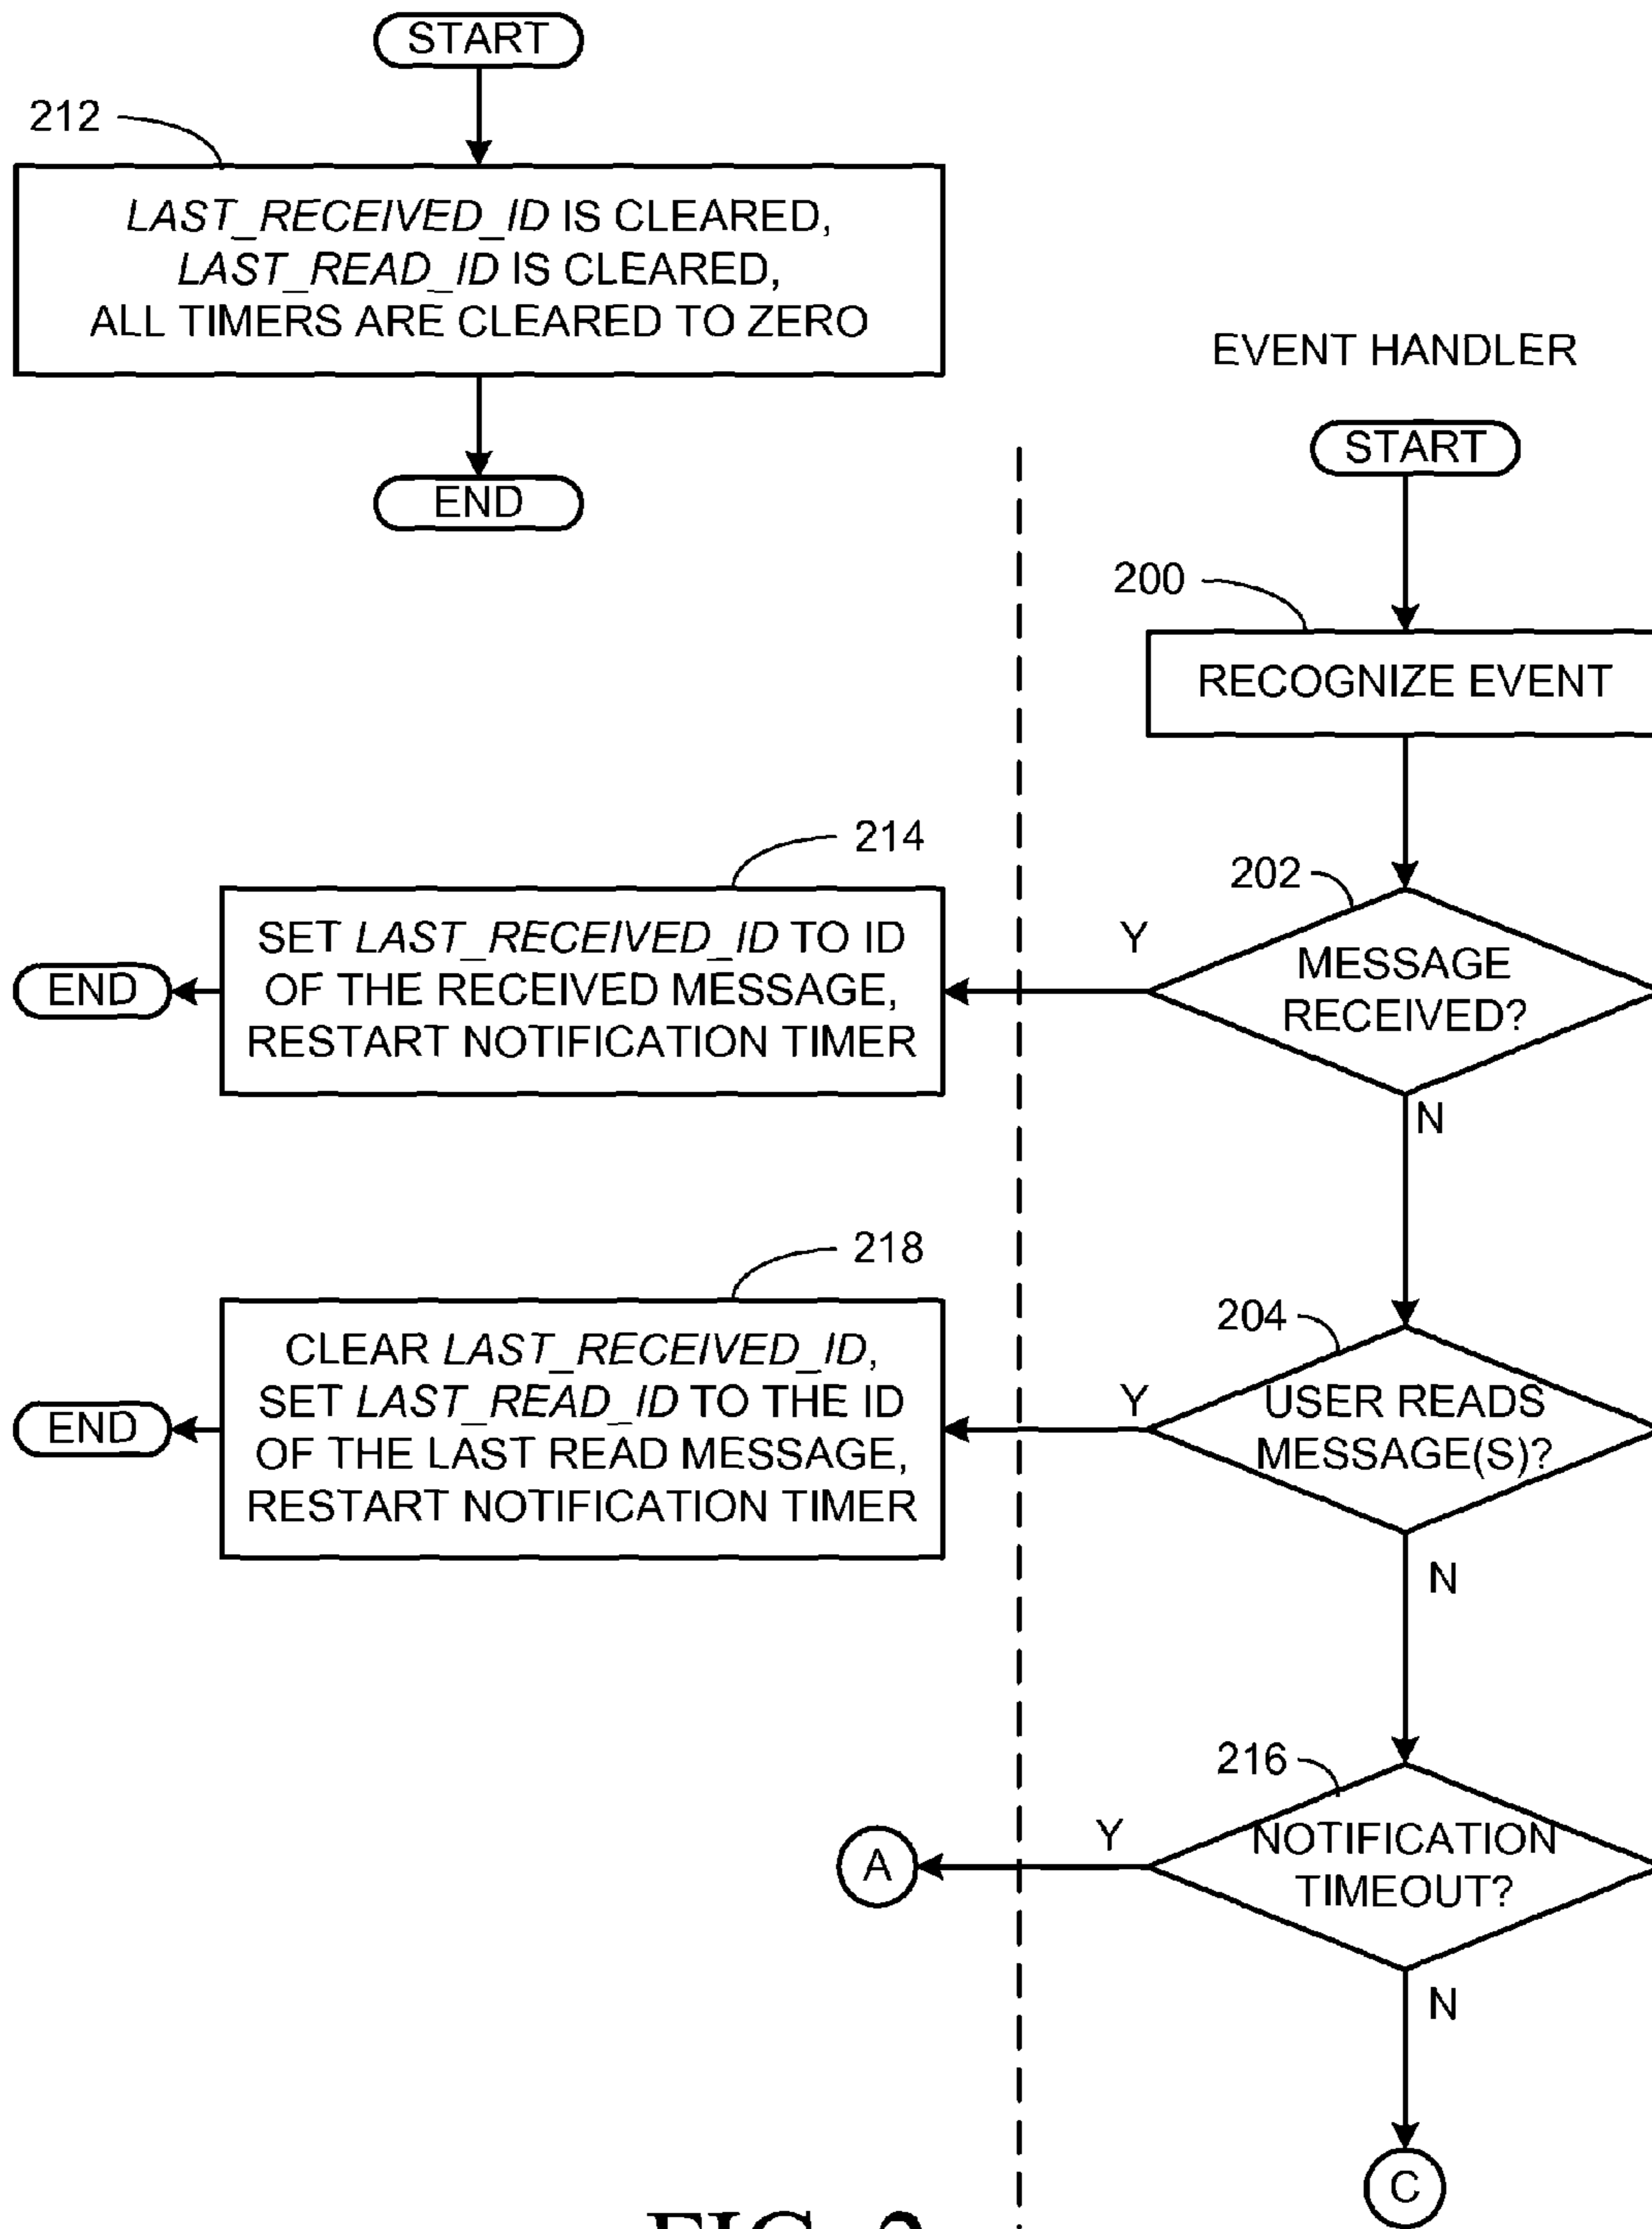 START
212
LAST_RECEIVED_ID IS CLEARED,
LAST_READ_ID IS CLEARED,
ALL TIMERS ARE CLEARED TO ZERO
END
EVENT HANDLER
START
200
RECOGNIZE EVENT
202
MESSAGE
RECEIVED?
Y
N
214
SET LAST_RECEIVED_ID TO ID
OF THE RECEIVED MESSAGE,
RESTART NOTIFICATION TIMER
END
204
USER READS
MESSAGE(S)?
Y
N
218
CLEAR LAST_RECEIVED_ID,
SET LAST_READ_ID TO THE ID
OF THE LAST READ MESSAGE,
RESTART NOTIFICATION TIMER
END
216
NOTIFICATION
TIMEOUT?
Y
A
N
C
FIG. 2